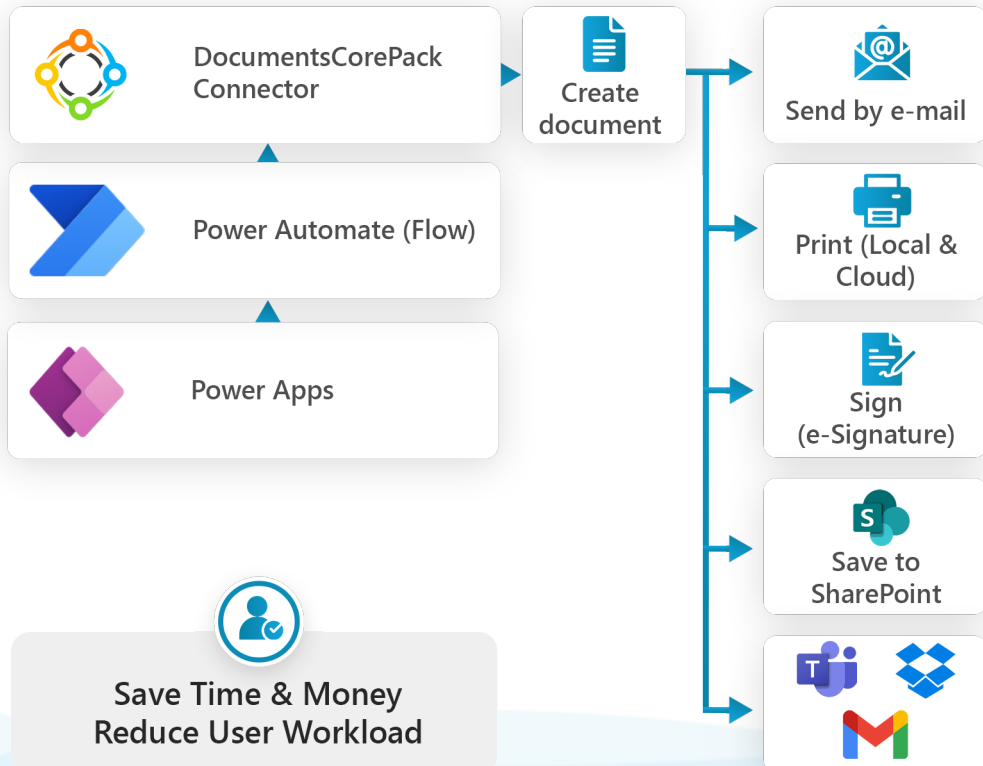 DocumentsCorePack
Connector
Create
document
@
Send by e-mail
Power Automate (Flow)
Print (Local &
Cloud)
Power Apps
Sign
(e-Signature)
S
Save to
SharePoint
T
Save Time & Money
Reduce User Workload